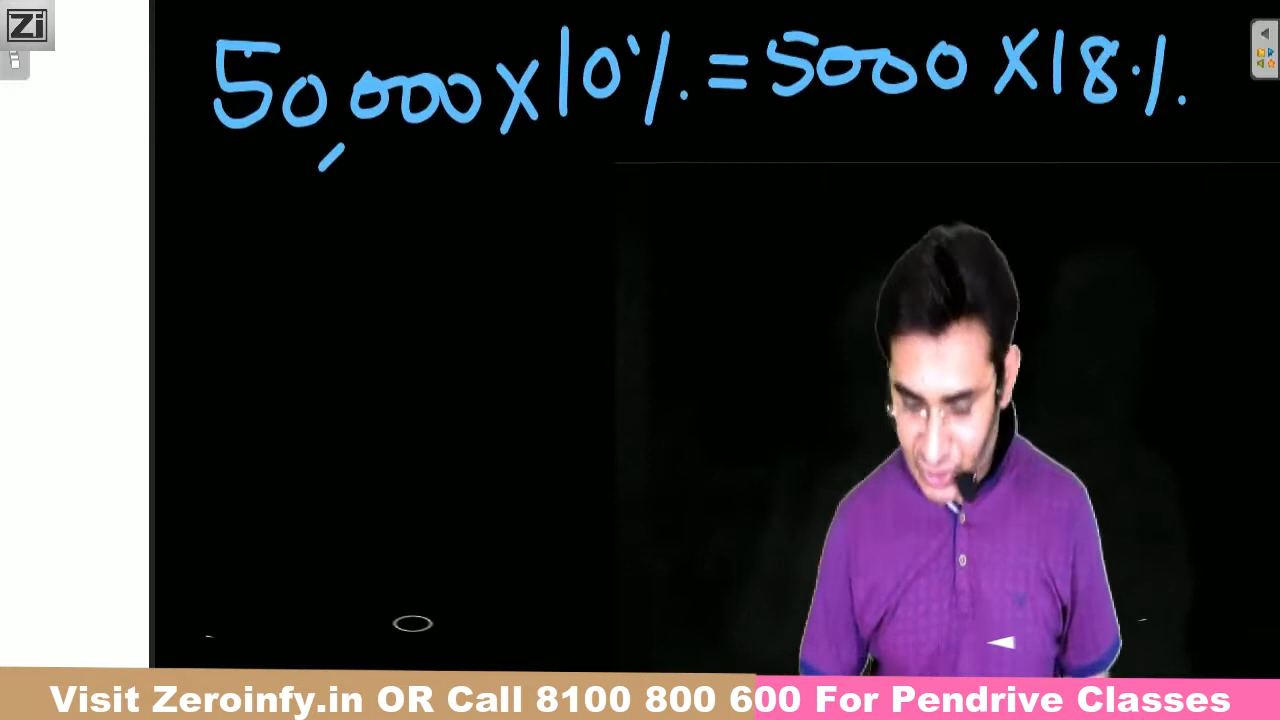 Zi
50,000 X 10%. = 5000 X 18%.
Visit Zeroinfy.in OR Call 8100 800 600 For Pendrive Classes